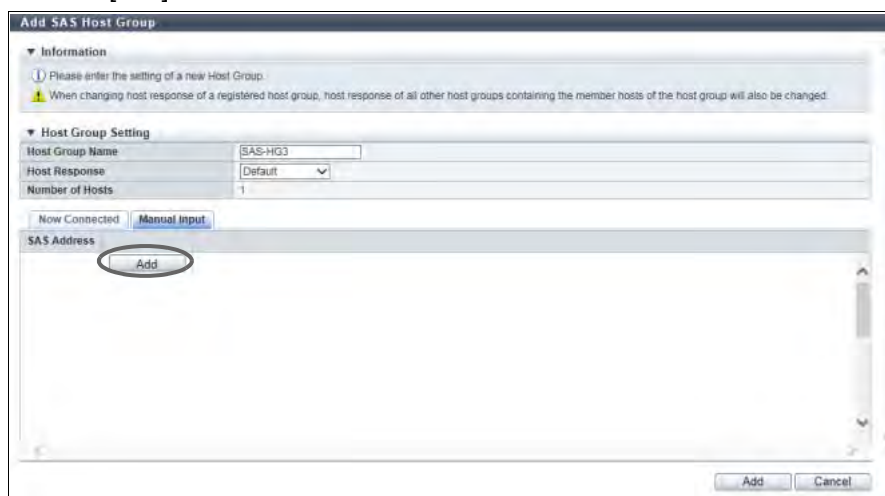 Add SAS Host Group
▼ Information
Please enter the setting of a new Host Group.
When changing host response of a registered host group, host response of all other host groups containing the member hosts of the host group will also be changed.
▼ Host Group Setting
Host Group Name SAS-HG3
Host Response Default
Number of Hosts 1
Now Connected Manual Input
SAS Address
Add
Add Cancel